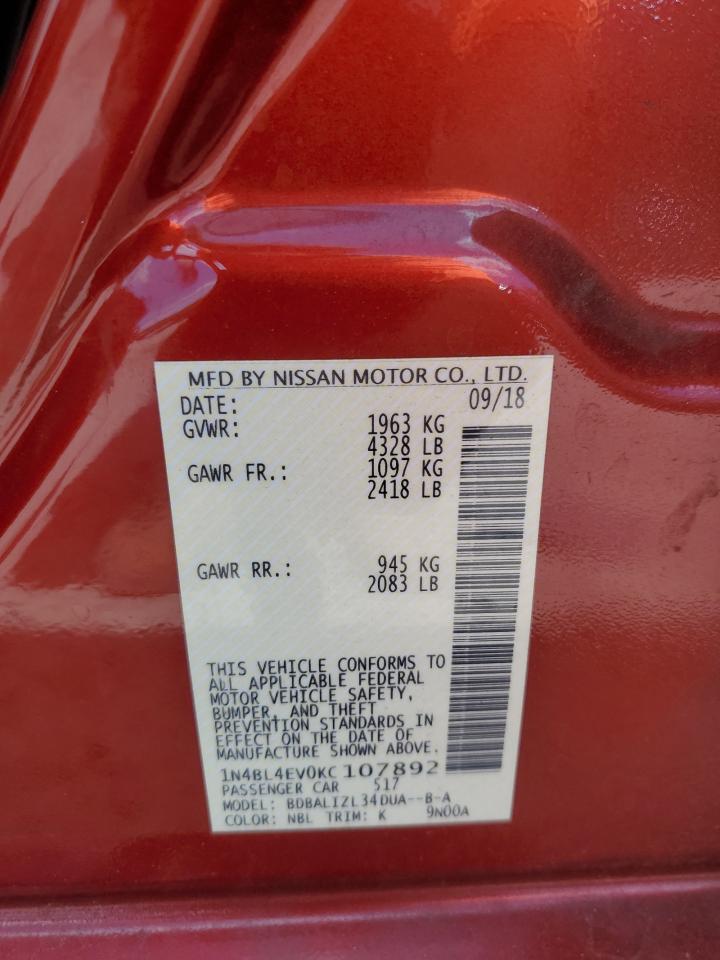 MFD BY NISSAN MOTOR CO., LTD.
DATE: 09/18
GVWR: 1963 KG
4328 LB
GAWR FR.: 1097 KG
2418 LB
GAWR RR.: 945 KG
2083 LB
THIS VEHICLE CONFORMS TO
ALL APPLICABLE FEDERAL
MOTOR VEHICLE SAFETY,
BUMPER, AND THEFT
PREVENTION STANDARDS IN
EFFECT ON THE DATE OF
MANUFACTURE SHOWN ABOVE.
1N4BL4EV0KC107892
PASSENGER CAR 517
MODEL: BDBALIZL34DUA--B-A
COLOR: NBL TRIM: K 9N00A